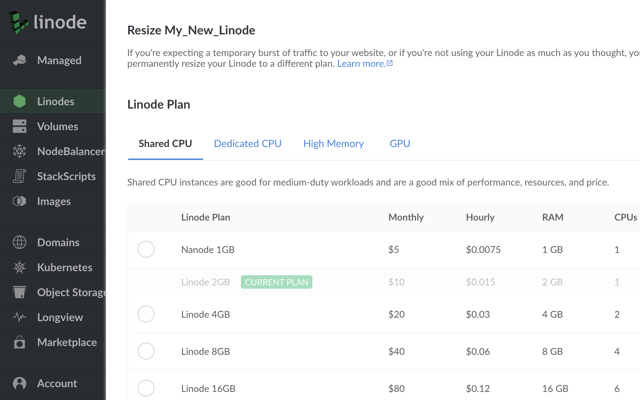 linode
Managed
Linodes
Volumes
NodeBalancer
StackScripts
Images
Domains
Kubernetes
Object Storag
Longview
Marketplace
Account
Resize My_New_Linode
If you're expecting a temporary burst of traffic to your website, or if you're not using your Linode as much as you thought, you
permanently resize your Linode to a different plan. Learn more.
Linode Plan
Shared CPU Dedicated CPU High Memory GPU
Shared CPU instances are good for medium-duty workloads and are a good mix of performance, resources, and price.
Linode Plan Monthly Hourly RAM CPUs
Nanode 1GB $5 $0.0075 1 GB 1
Linode 2GB CURRENT PLAN $10 $0.015 2 GB 1
Linode 4GB $20 $0.03 4 GB 2
Linode 8GB $40 $0.06 8 GB 4
Linode 16GB $80 $0.12 16 GB 6